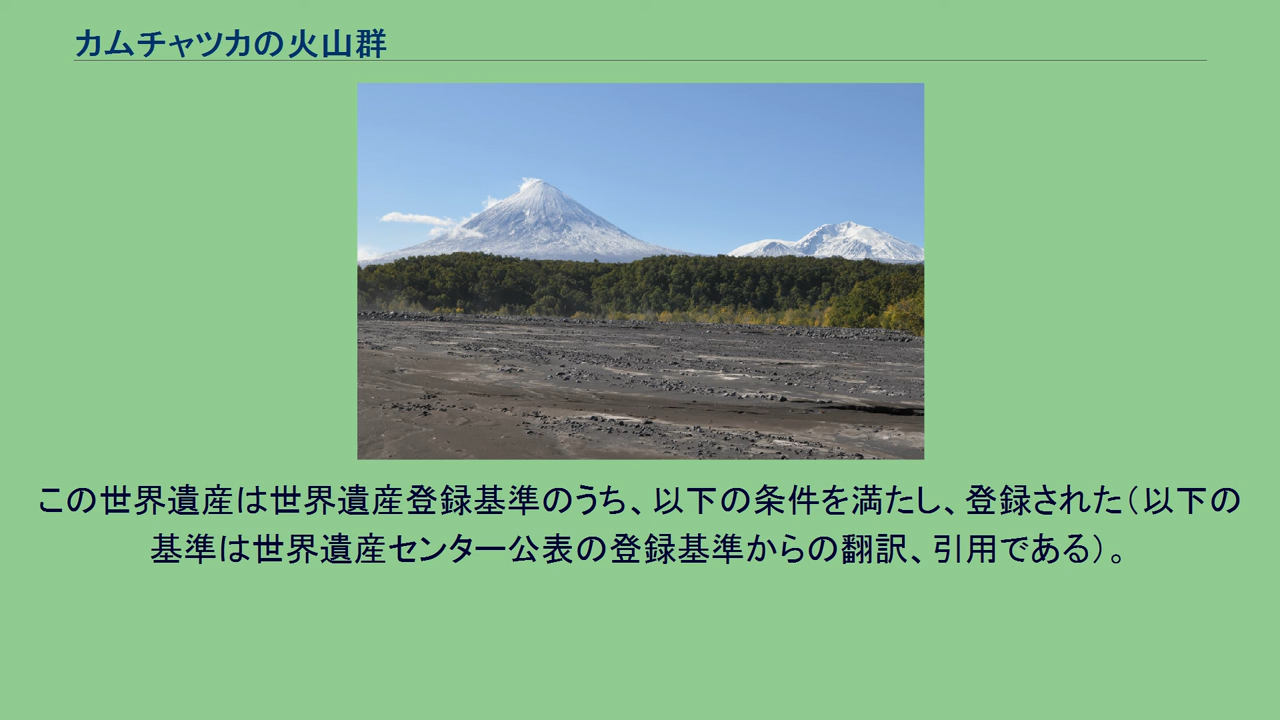 カムチャツカの火山群
この世界遺産は世界遺産登録基準のうち、以下の条件を満たし、登録された（以下の
基準は世界遺産センター公表の登録基準からの翻訳、引用である）。